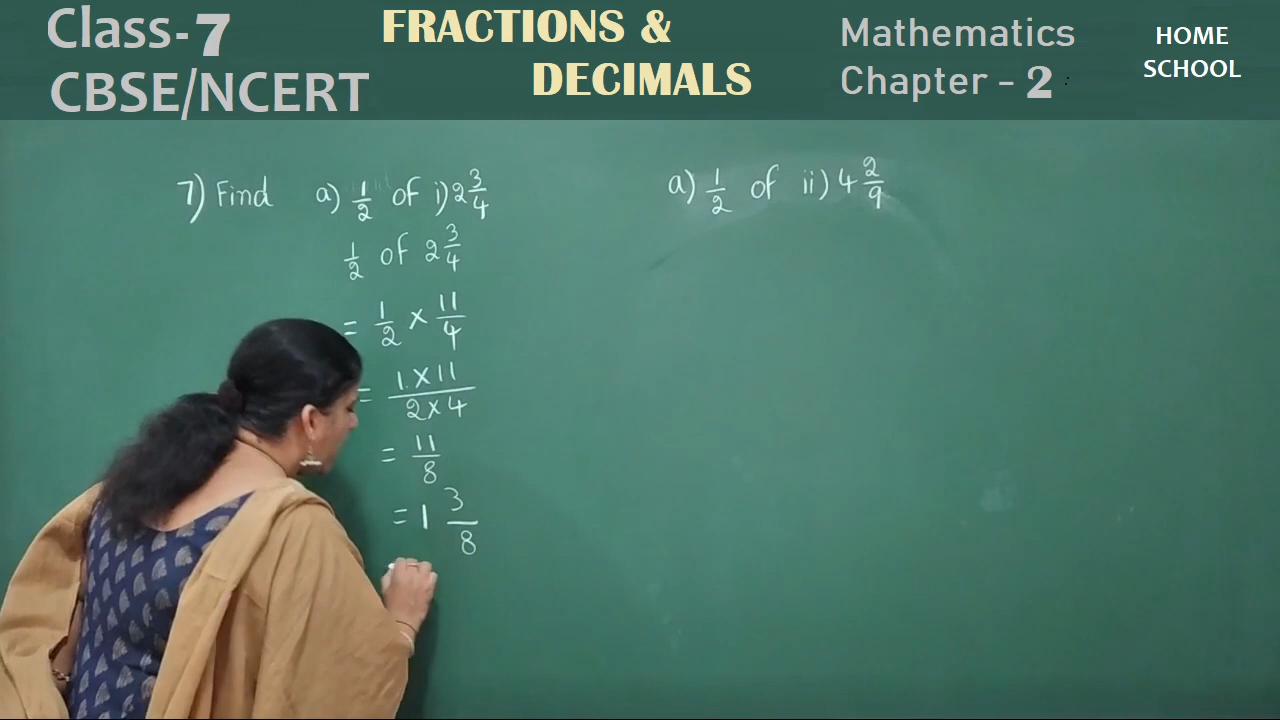 Class-7
CBSE/NCERT
FRACTIONS &
DECIMALS
Mathematics
Chapter - 2
HOME
SCHOOL
7) Find a) 1/2 of i) 2 3/4
1/2 of 2 3/4
= 1/2 × 11/4
= 1 × 11 / 2 × 4
= 11/8
= 1 3/8
a) 1/2 of ii) 4 2/9